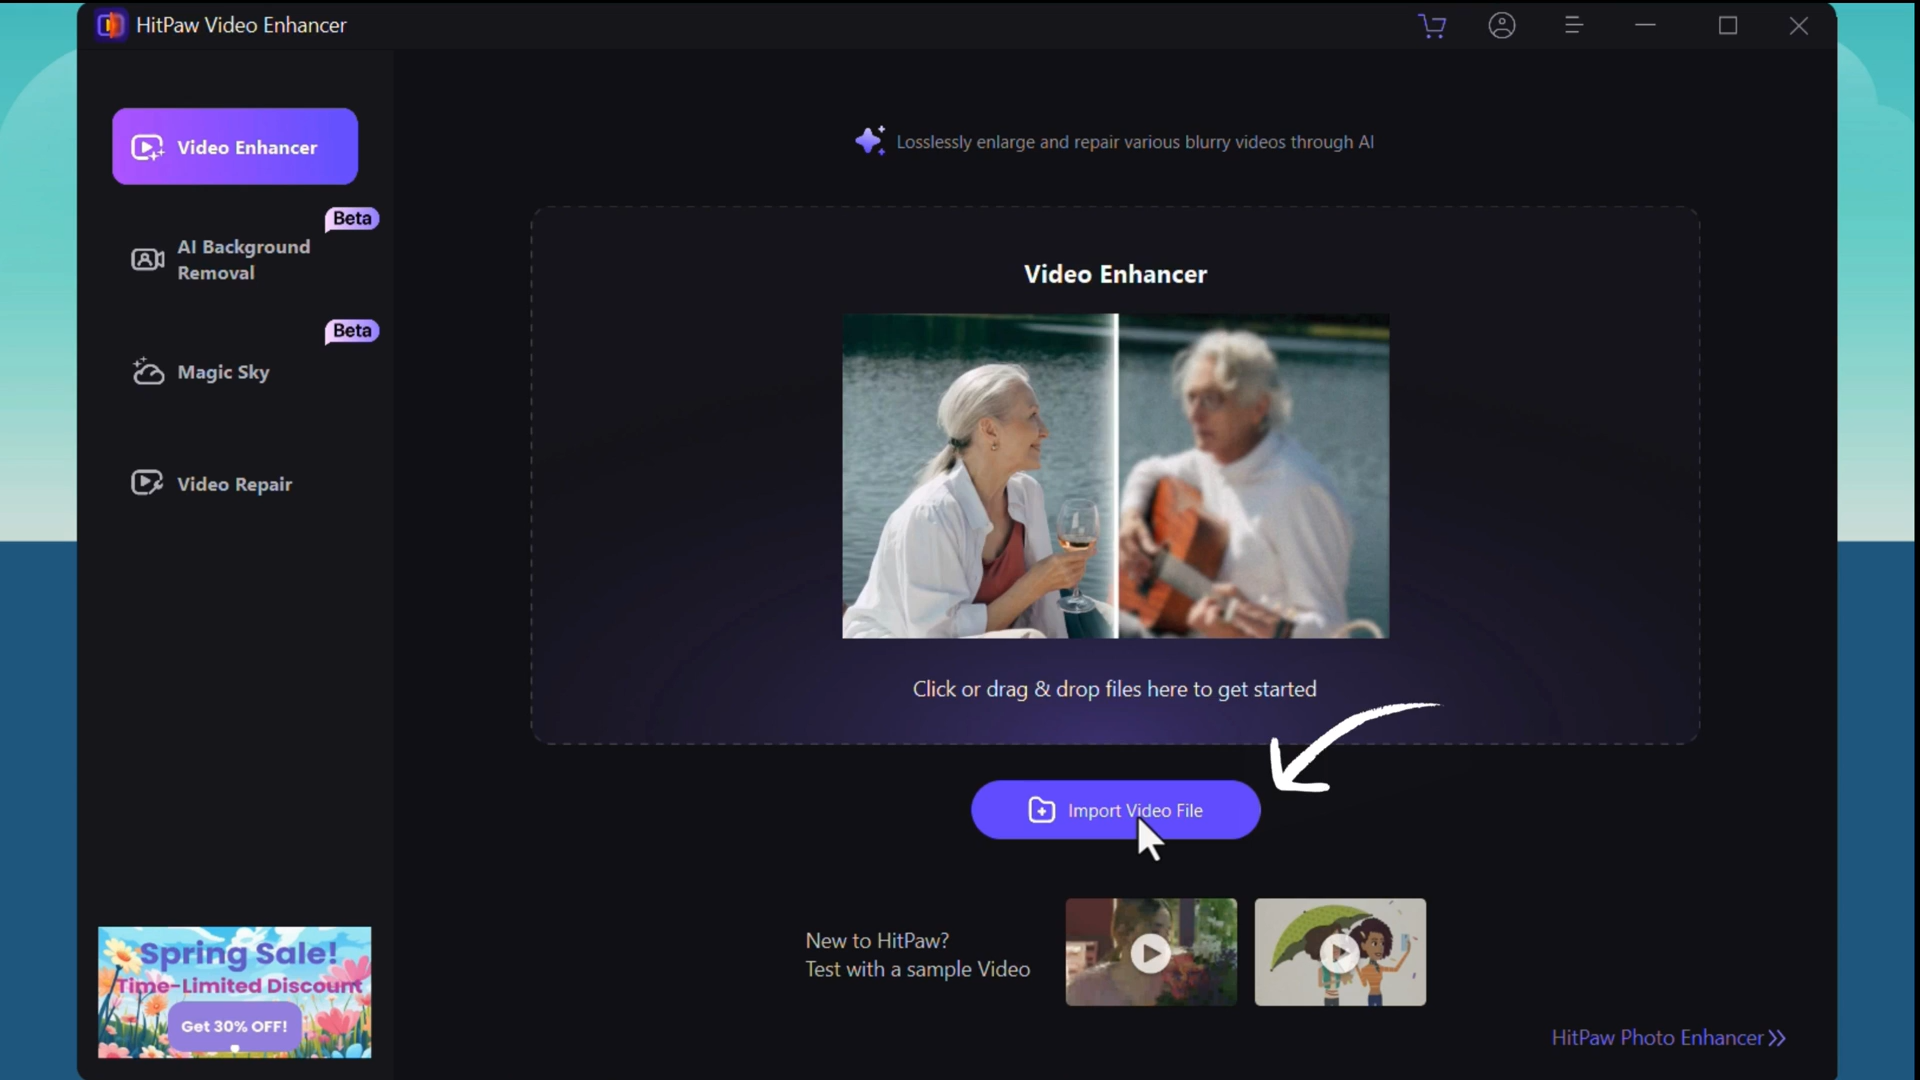 HitPaw Video Enhancer
Video Enhancer
Beta
AI Background
Removal
Beta
Magic Sky
Video Repair
Losslessly enlarge and repair various blurry videos through AI
Video Enhancer
Click or drag & drop files here to get started
Import Video File
New to HitPaw?
Test with a sample Video
Spring Sale!
Time-Limited Discount
Get 30% OFF!
HitPaw Photo Enhancer